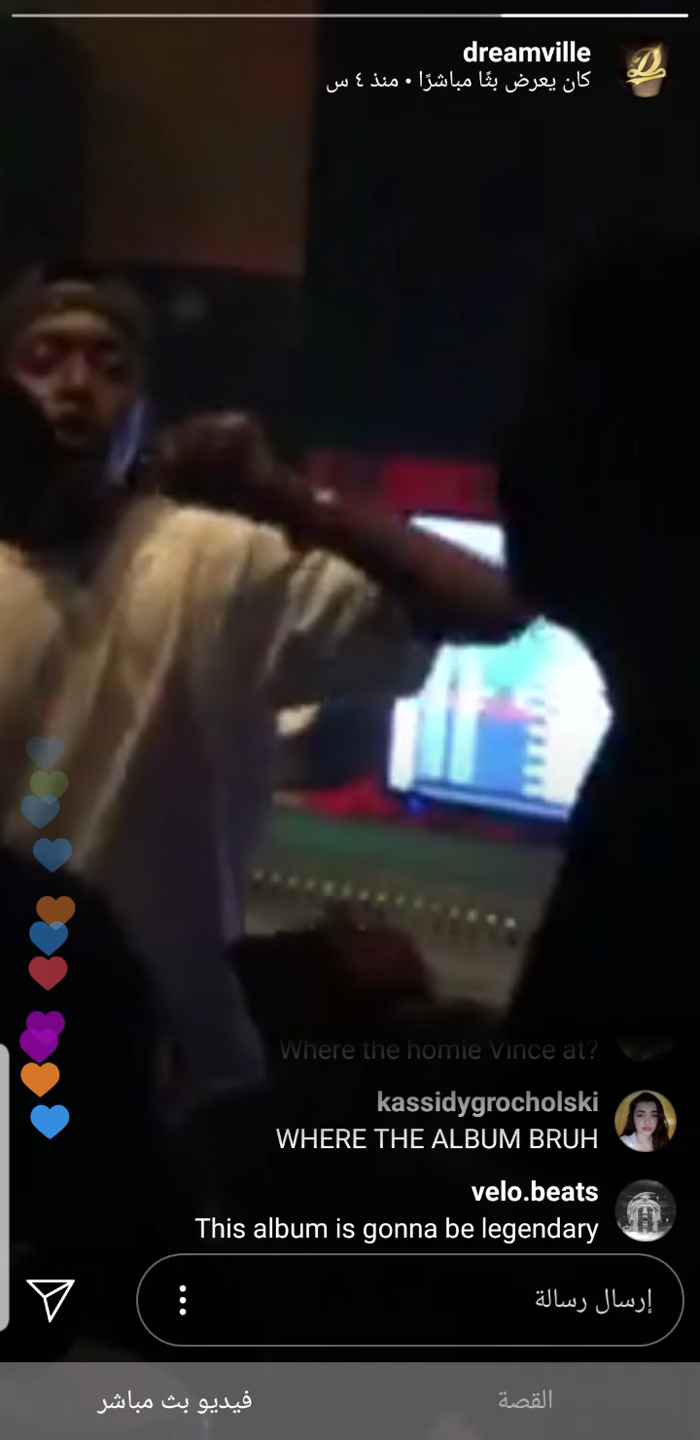 dreamville
كان يعرض بثًا مباشرًا • منذ ٤ س
Where the homie Vince at?
kassidygrocholski
WHERE THE ALBUM BRUH
velo.beats
This album is gonna be legendary
إرسال رسالة
القصة
فيديو بث مباشر